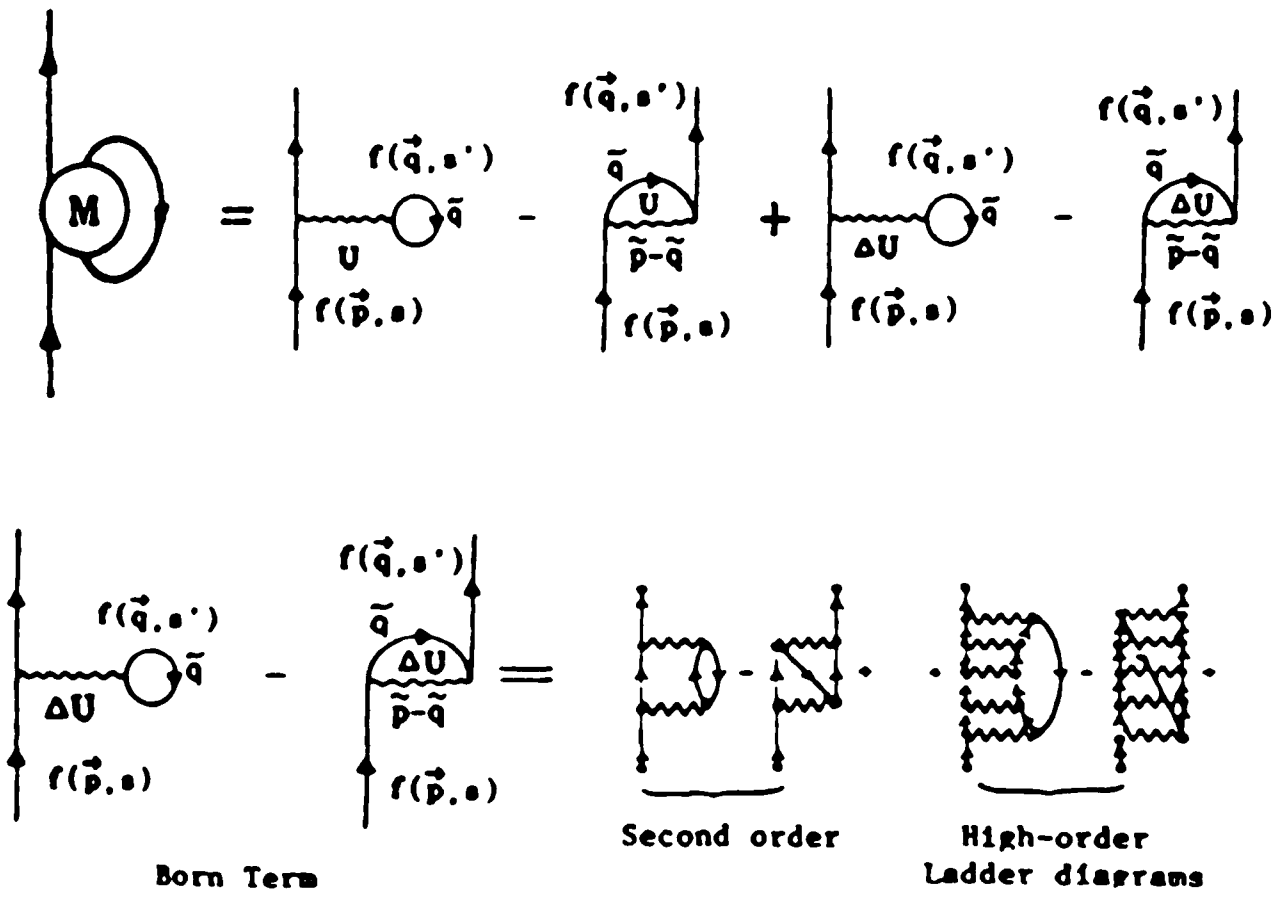 M = U f(q⃗,s') q̃ f(p⃗,s) - f(q⃗,s') q̃ U p̃-q̃ f(p⃗,s) + ΔU f(q⃗,s') q̃ f(p⃗,s) - f(q⃗,s') q̃ ΔU p̃-q̃ f(p⃗,s)
f(q⃗,s') q̃ ΔU f(p⃗,s) - f(q⃗,s') q̃ ΔU p̃-q̃ f(p⃗,s) = - -
Second order
High-order
Ladder diagrams
Born Term